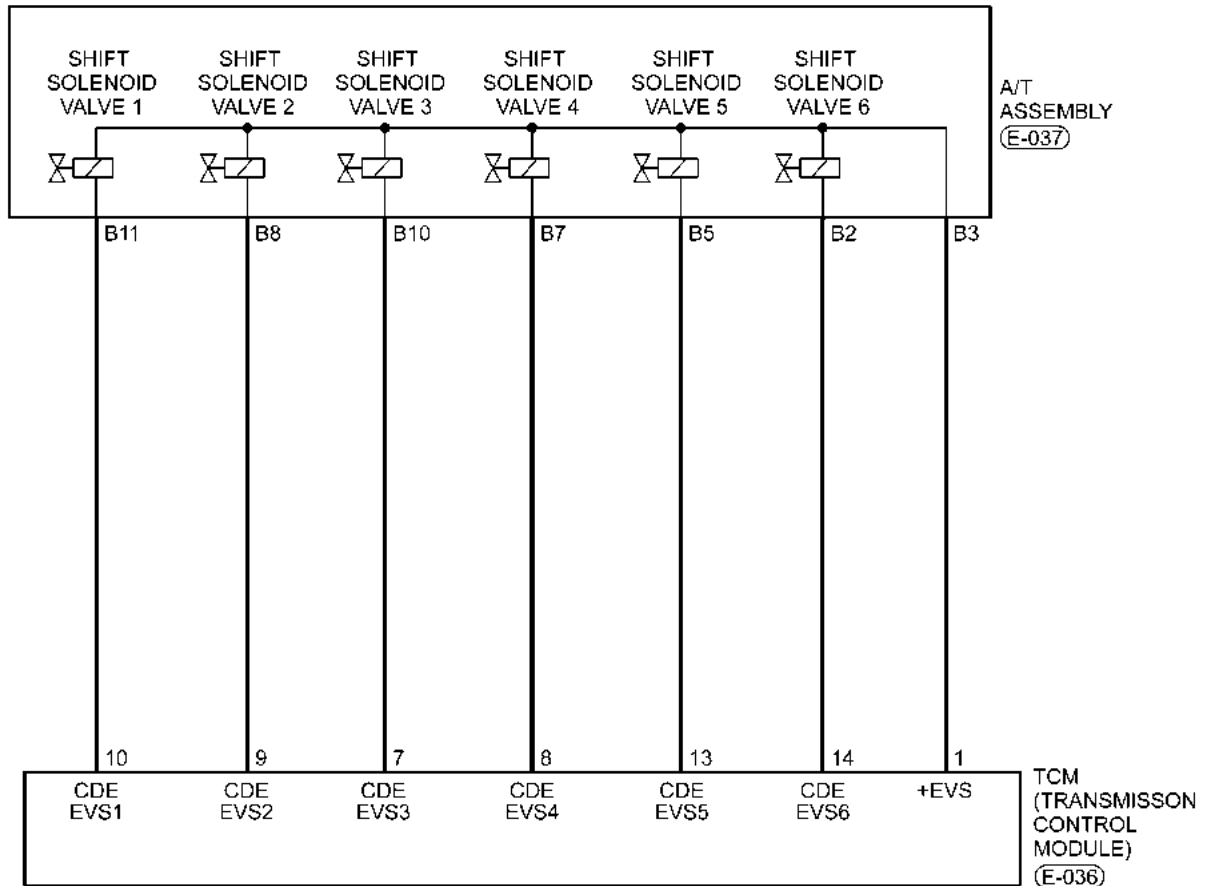 SHIFT
SOLENOID
VALVE 1
SHIFT
SOLENOID
VALVE 2
SHIFT
SOLENOID
VALVE 3
SHIFT
SOLENOID
VALVE 4
SHIFT
SOLENOID
VALVE 5
SHIFT
SOLENOID
VALVE 6
A/T
ASSEMBLY
E-037
B11
B8
B10
B7
B5
B2
B3
10
9
7
8
13
14
1
CDE
EVS1
CDE
EVS2
CDE
EVS3
CDE
EVS4
CDE
EVS5
CDE
EVS6
+EVS
TCM
(TRANSMISSON
CONTROL
MODULE)
E-036